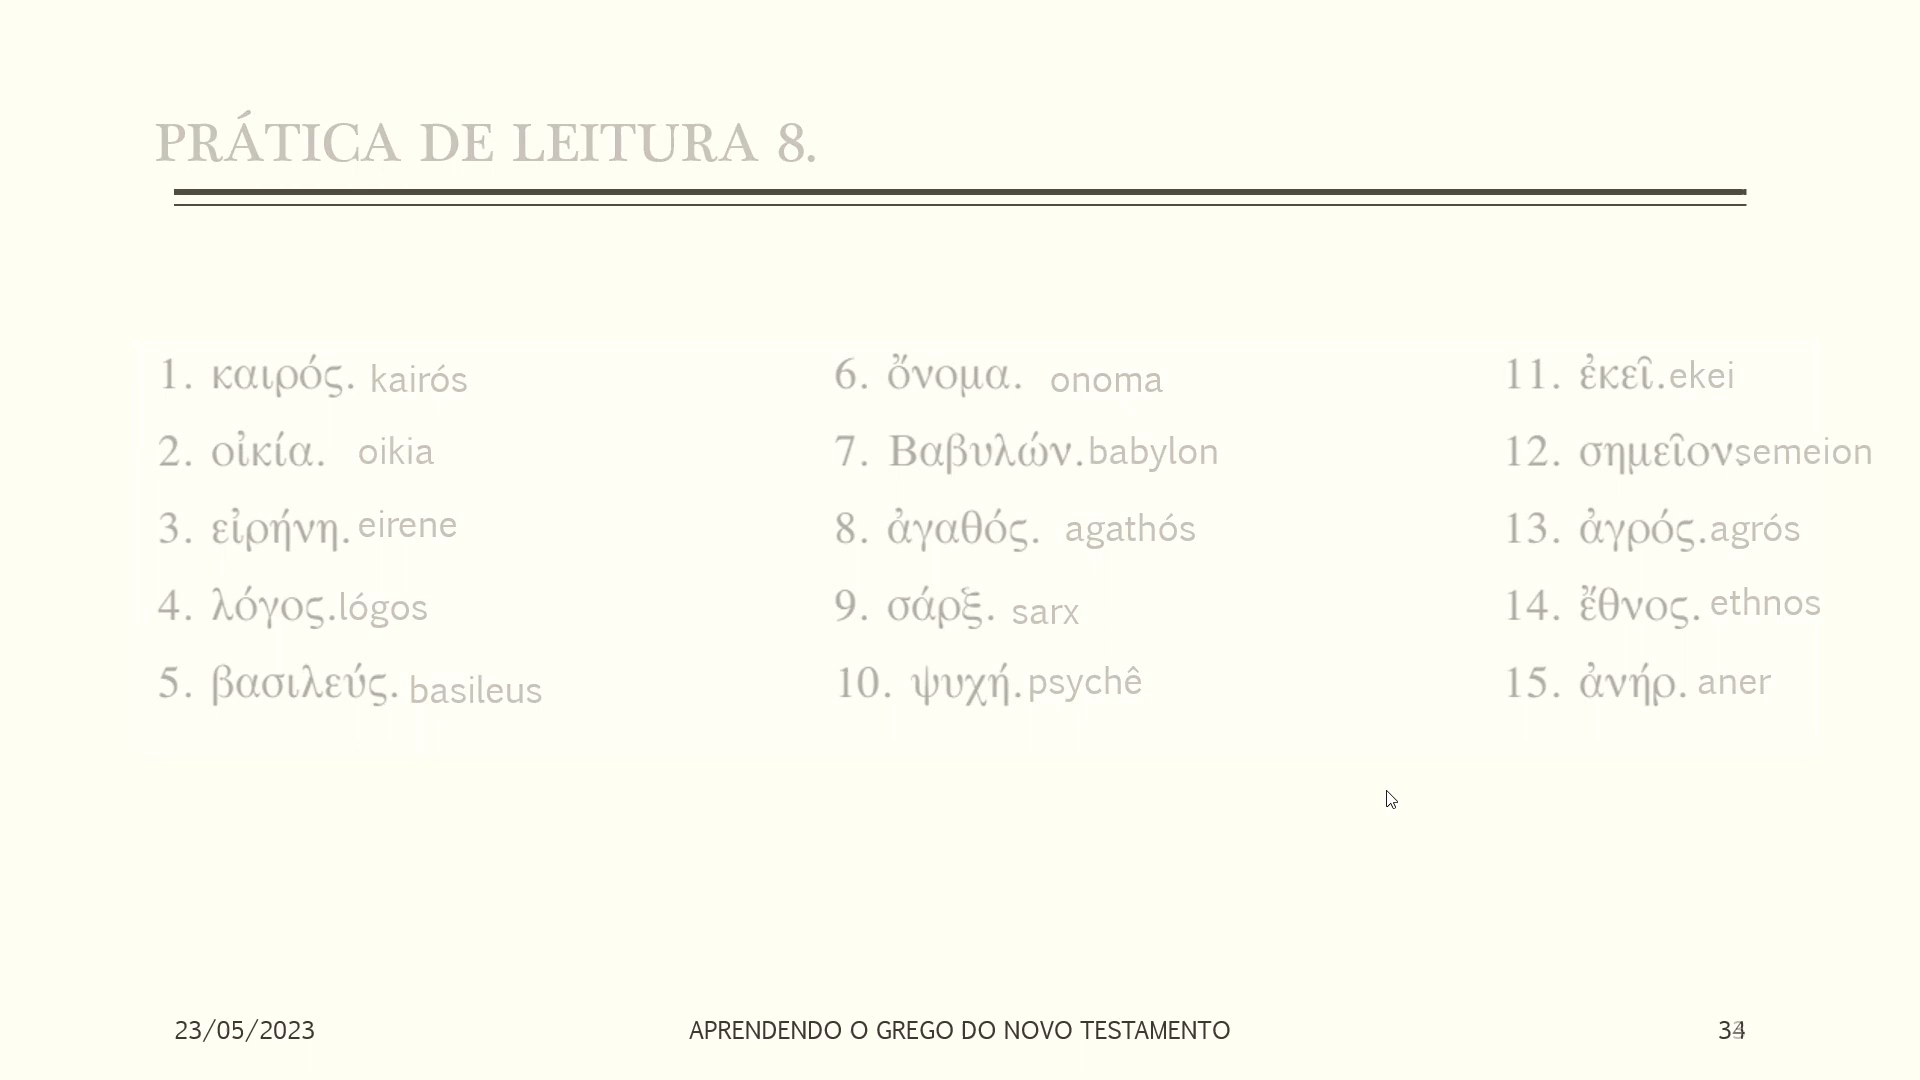 PRÁTICA DE LEITURA 8.
1. καιρός. kairós
2. οἰκία. oikia
3. εἰρήνη. eirene
4. λόγος. lógos
5. βασιλεύς. basileus
6. ὄνομα. onoma
7. Βαβυλών. babylon
8. ἀγαθός. agathós
9. σάρξ. sarx
10. ψυχή. psychê
11. ἐκεῖ. ekei
12. σημεῖον. semeion
13. ἀγρός. agrós
14. ἔθνος. ethnos
15. ἀνήρ. aner
23/05/2023 APRENDENDO O GREGO DO NOVO TESTAMENTO